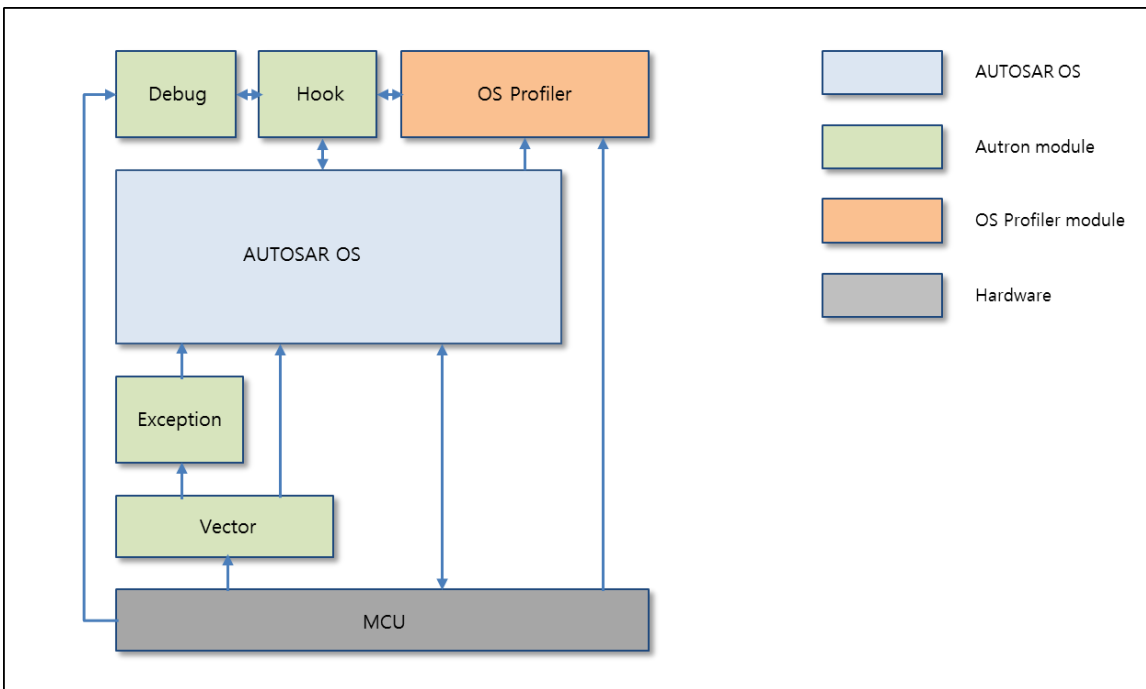 Debug
Hook
OS Profiler
AUTOSAR OS
Exception
Vector
MCU
AUTOSAR OS
Autron module
OS Profiler module
Hardware